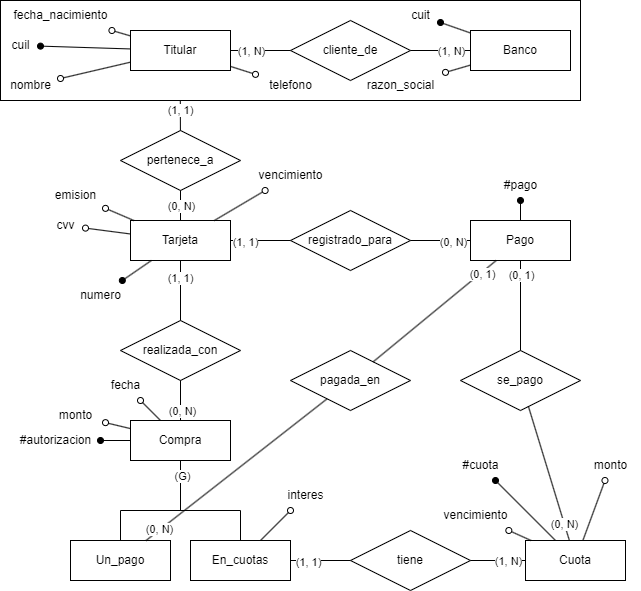 fecha_nacimiento
cuit
cuil
Titular
(1, N)
cliente_de
(1, N)
Banco
nombre
telefono
razon_social
(1, 1)
pertenece_a
vencimiento
emision
(0, N)
cvv
#pago
Tarjeta
(1, 1)
registrado_para
(0, N)
Pago
numero
(1, 1)
(0, 1)
(0, 1)
realizada_con
pagada_en
se_pago
fecha
monto
(0, N)
#autorizacion
Compra
(G)
#cuota
monto
interes
vencimiento
(0, N)
(0, N)
Un_pago
En_cuotas
(1, 1)
tiene
(1, N)
Cuota